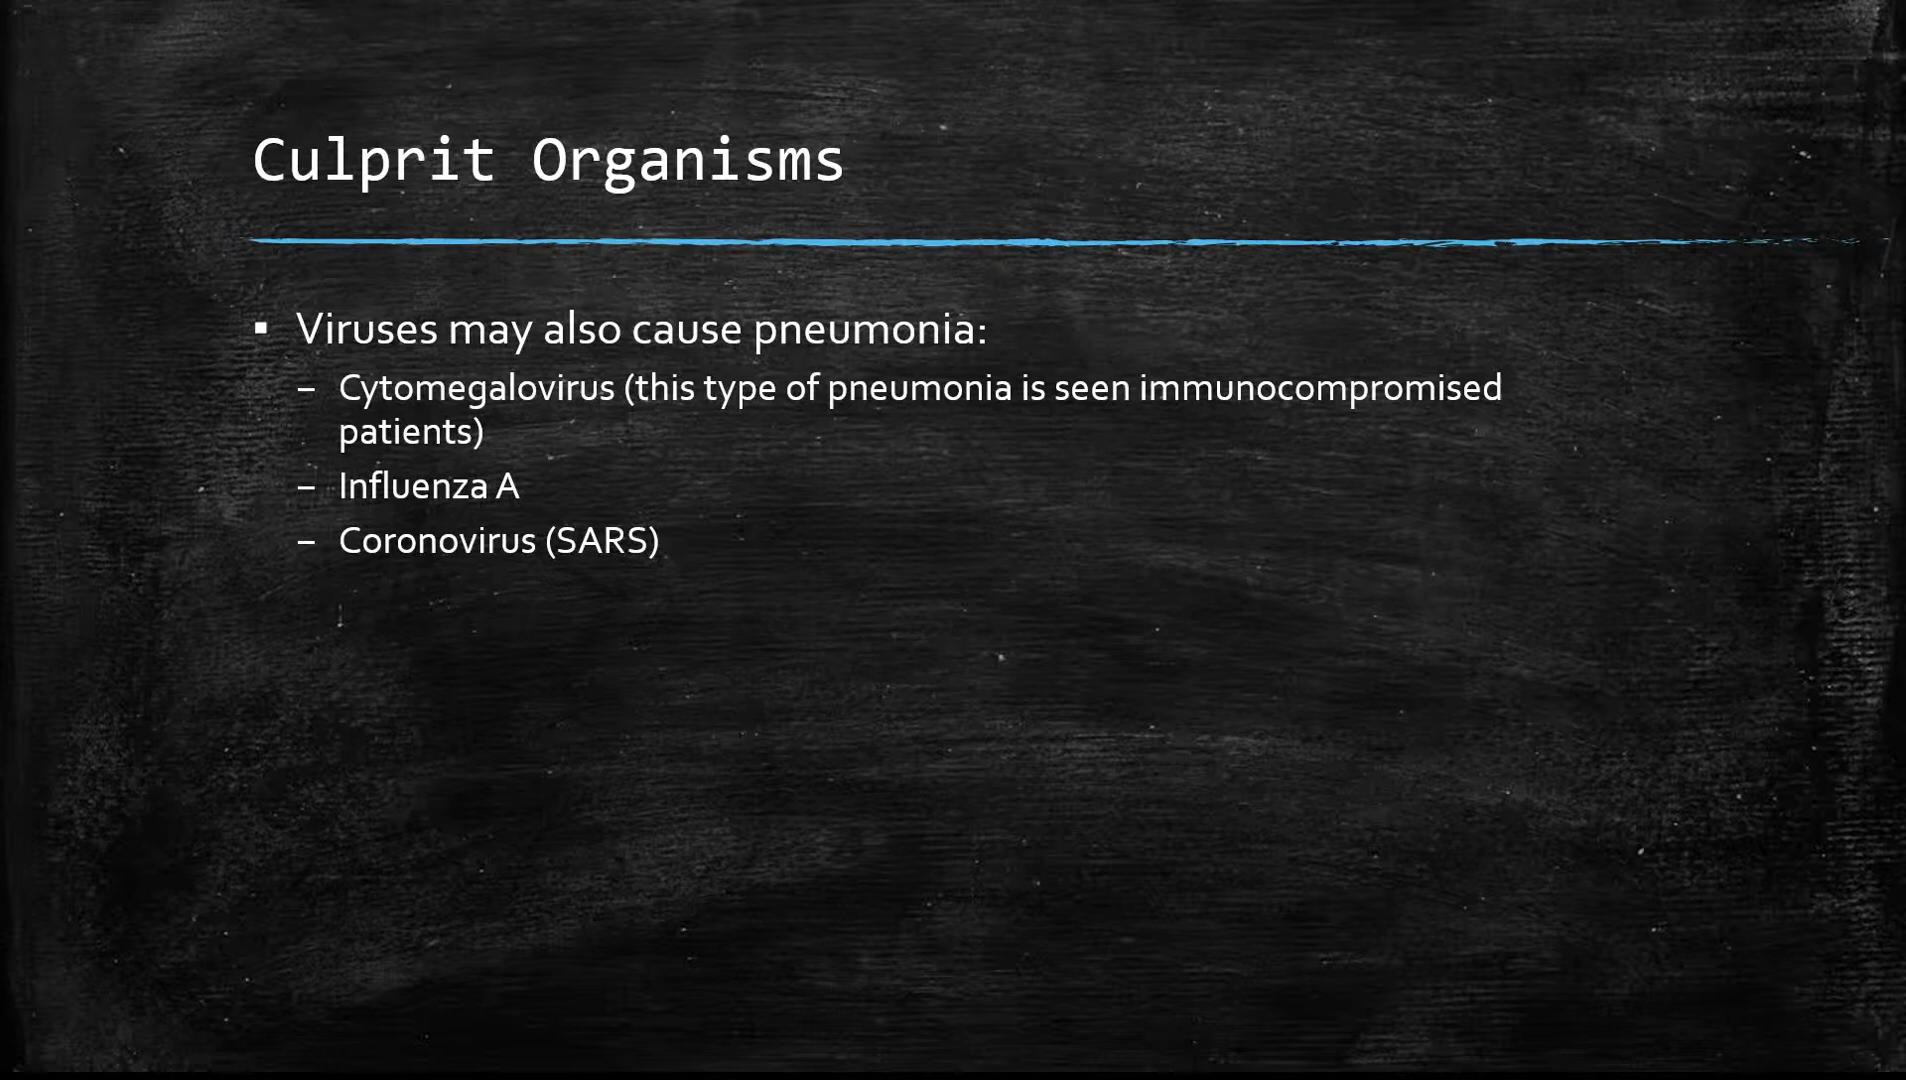 Culprit Organisms
▪ Viruses may also cause pneumonia:
– Cytomegalovirus (this type of pneumonia is seen immunocompromised
patients)
– Influenza A
– Coronovirus (SARS)